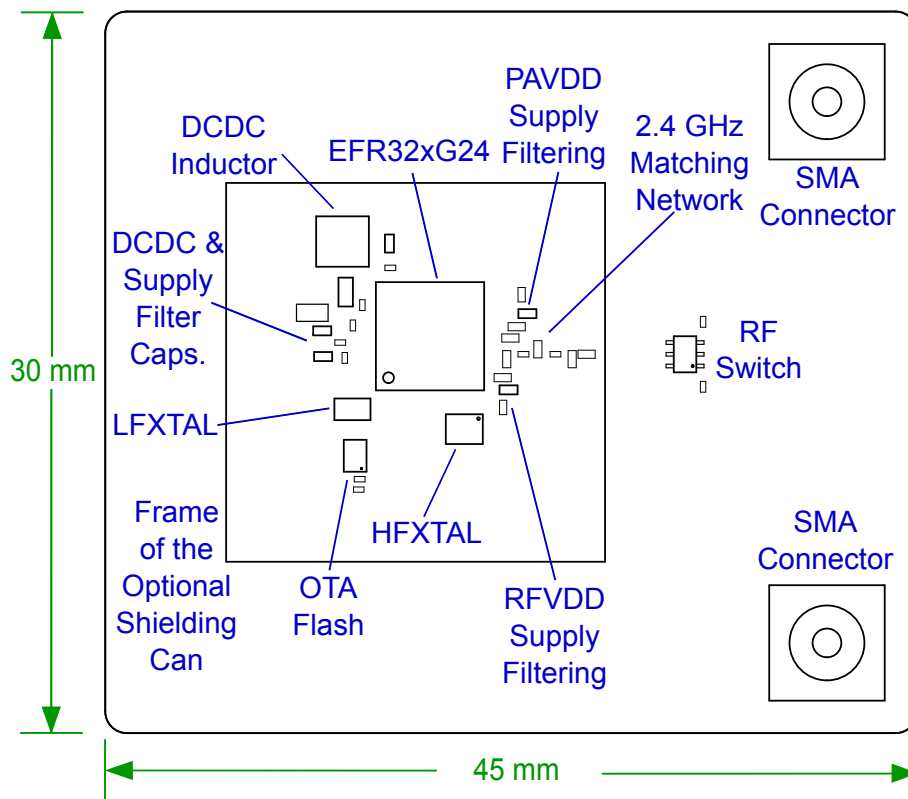 PAVDD
Supply
Filtering
DCDC
Inductor
EFR32xG24
2.4 GHz
Matching
Network
SMA
Connector
DCDC &
Supply
Filter
Caps.
30 mm
RF
Switch
LFXTAL
Frame
of the
Optional
Shielding
Can
HFXTAL
OTA
Flash
RFVDD
Supply
Filtering
SMA
Connector
45 mm